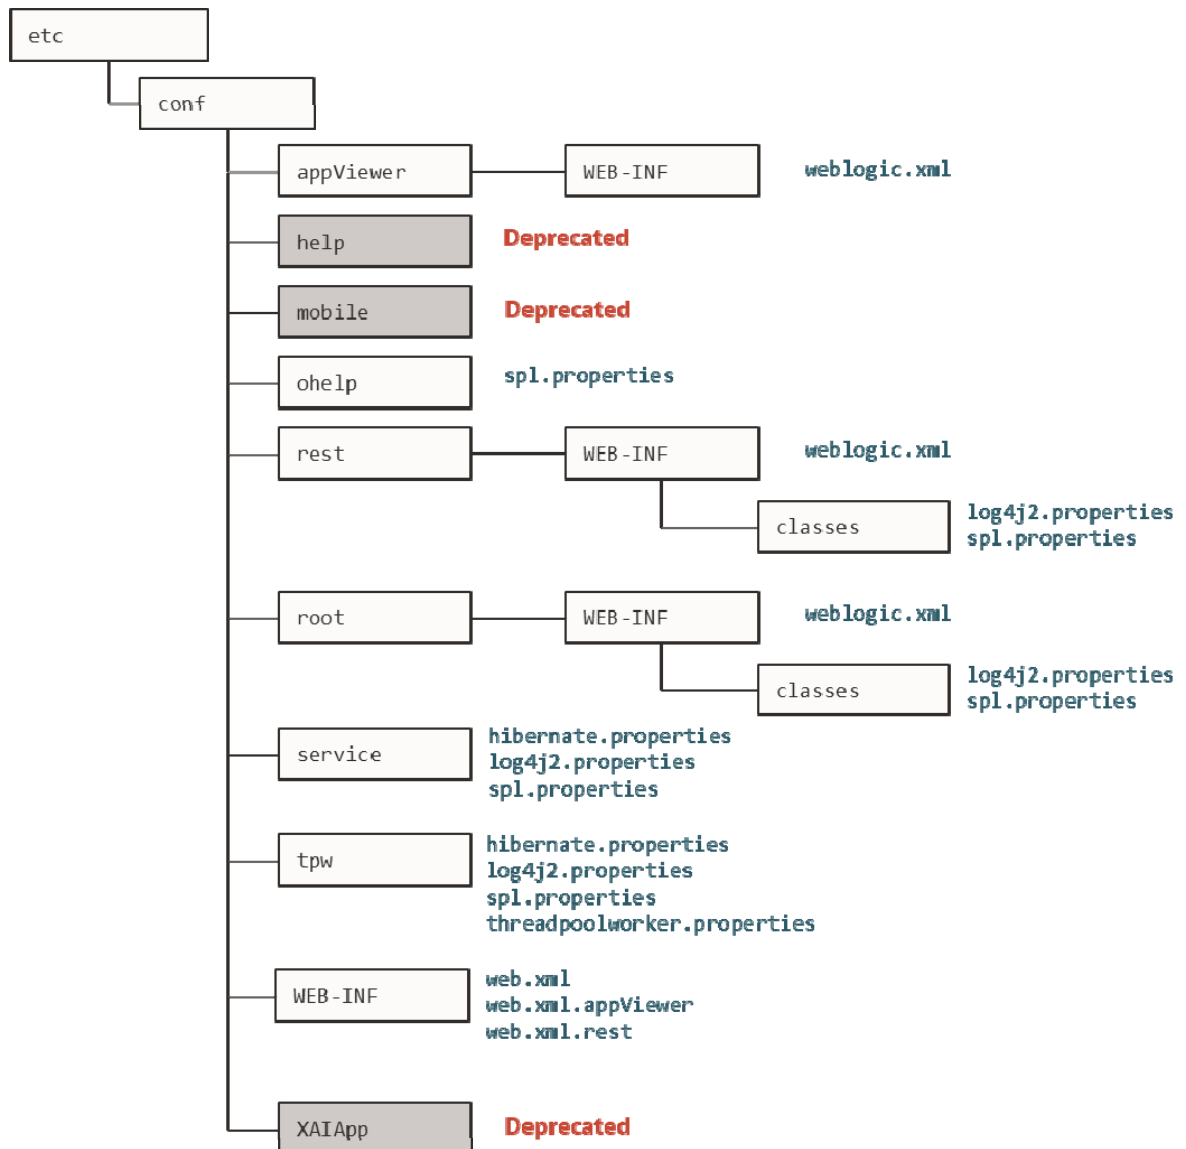 etc
conf
appViewer
WEB-INF
weblogic.xml
help
Deprecated
mobile
Deprecated
ohelp
spl.properties
rest
WEB-INF
weblogic.xml
classes
log4j2.properties
spl.properties
root
WEB-INF
weblogic.xml
classes
log4j2.properties
spl.properties
service
hibernate.properties
log4j2.properties
spl.properties
tpw
hibernate.properties
log4j2.properties
spl.properties
threadpoolworker.properties
WEB-INF
web.xml
web.xml.appViewer
web.xml.rest
XAIApp
Deprecated